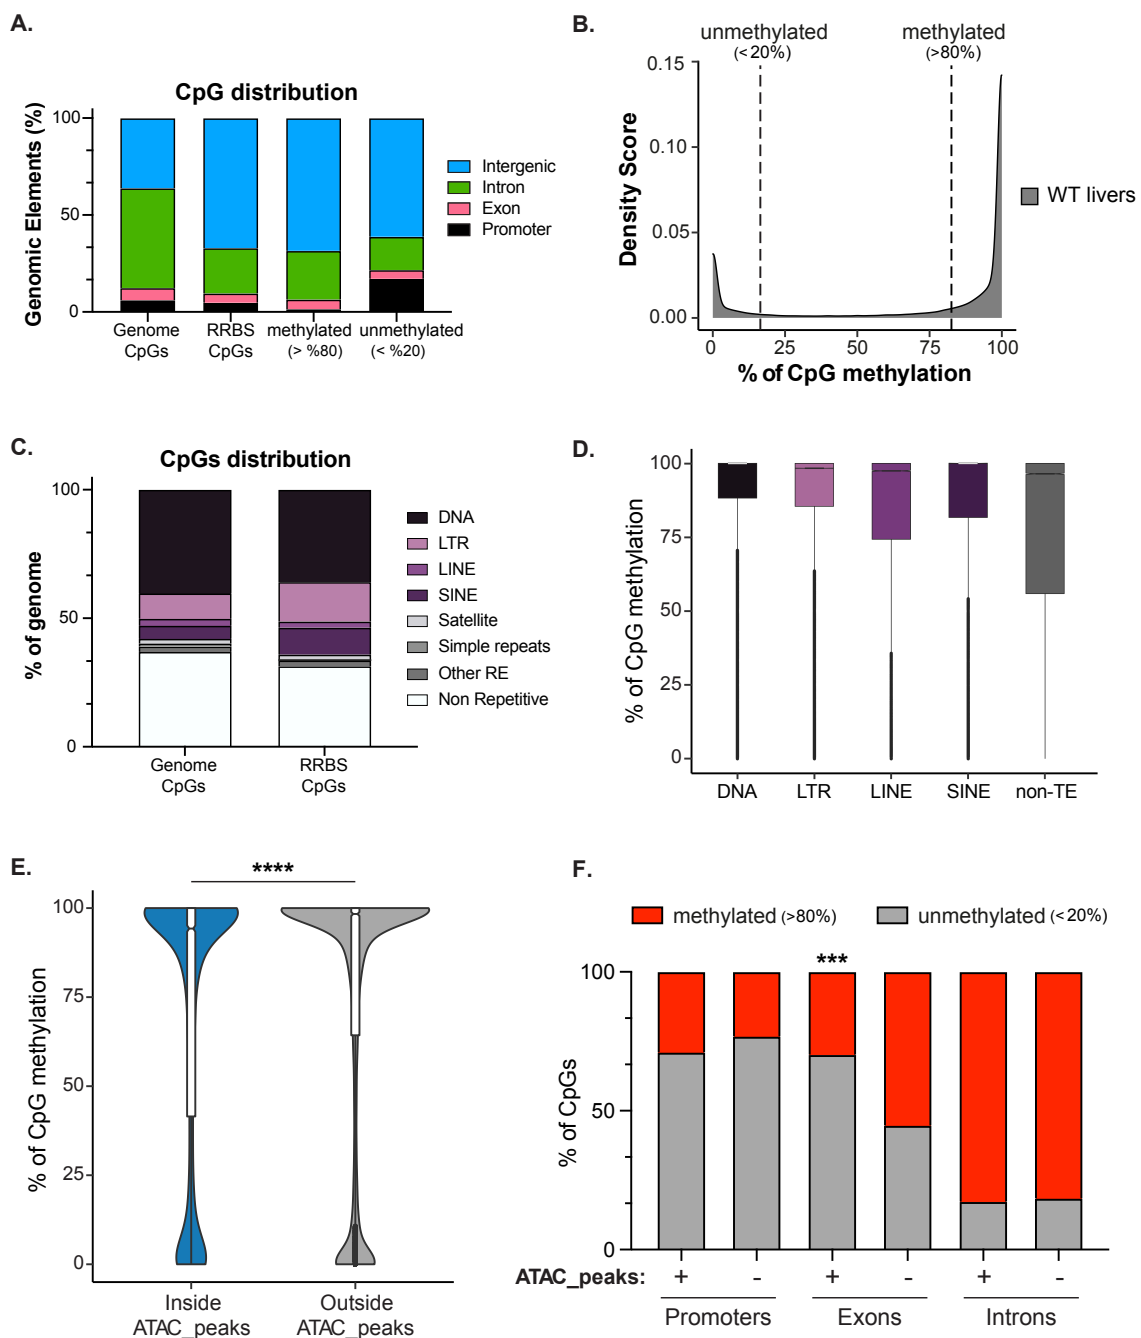 A.
CpG distribution
Genomic Elements (%)
100
50
0
Genome CpGs
RRBS CpGs
methylated (> %80)
unmethylated (< %20)
Intergenic
Intron
Exon
Promoter
B.
unmethylated (<20%)
methylated (>80%)
Density Score
0.15
0.10
0.05
0.00
0
25
50
75
100
% of CpG methylation
WT livers
C.
CpGs distribution
% of genome
100
50
0
Genome CpGs
RRBS CpGs
DNA
LTR
LINE
SINE
Satellite
Simple repeats
Other RE
Non Repetitive
D.
% of CpG methylation
100
75
50
25
0
DNA
LTR
LINE
SINE
non-TE
E.
****
% of CpG methylation
100
75
50
25
0
Inside ATAC_peaks
Outside ATAC_peaks
F.
methylated (>80%)
unmethylated (<20%)
***
% of CpGs
100
50
0
ATAC_peaks: + - + - + -
Promoters
Exons
Introns